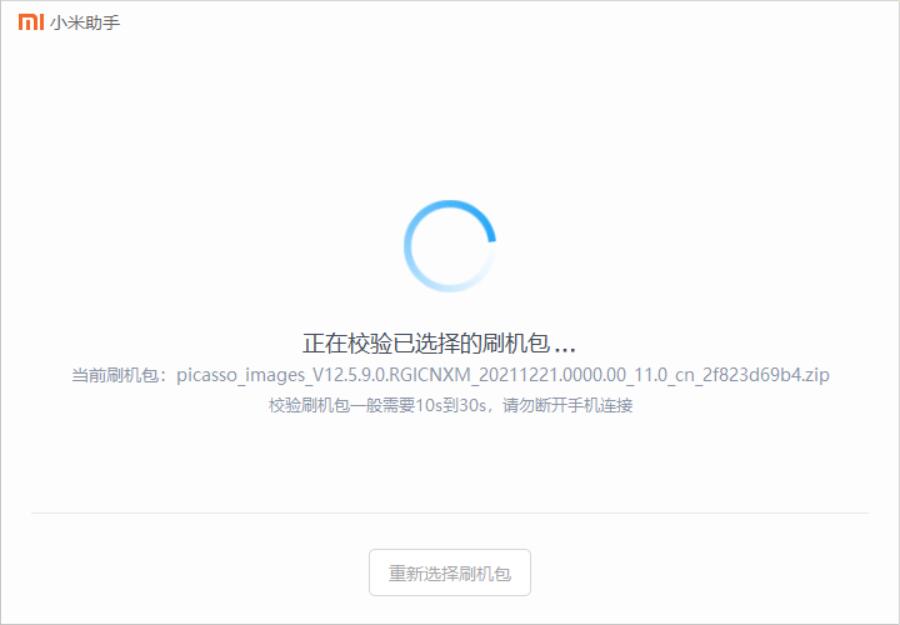 小米助手
正在校验已选择的刷机包...
当前刷机包：picasso_images_V12.5.9.0.RGICNXM_20211221.0000.00_11.0_cn_2f823d69b4.zip
校验刷机包一般需要10s到30s，请勿断开手机连接
重新选择刷机包